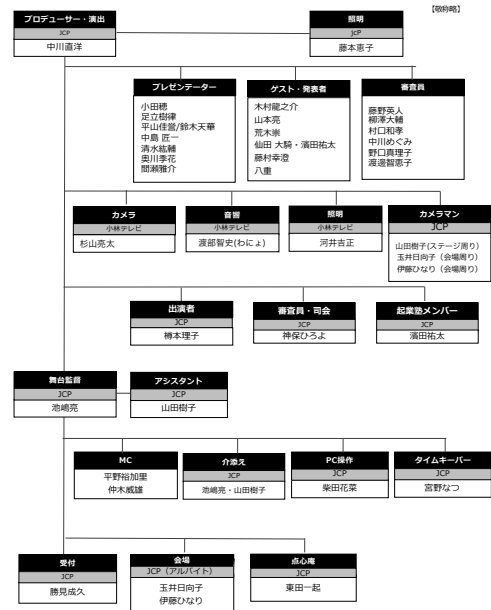 【敬称略】
プロデューサー・演出
JCP
中川直洋
照明
jcP
藤本恵子
プレゼンテーター
小田穂
足立樹律
平山佳誉/鈴木天華
中島 匠一
清水紘輔
奥川季花
間瀬雅介
ゲスト・発表者
木村龍之介
山本亮
荒木崇
仙田 大騎・濱田祐太
藤村幸澄
八重
審査員
藤野英人
柳澤大輔
村口和孝
中川めぐみ
野口真理子
渡邊智恵子
カメラ
小林テレビ
杉山亮太
音響
小林テレビ
渡部智史(わにょ)
照明
小林テレビ
河井吉正
カメラマン
JCP
山田樹子(ステージ周り)
玉井日向子（会場周り）
伊藤ひなり（会場周り）
出演者
JCP
樽本理子
審査員・司会
JCP
神保ひろよ
起業塾メンバー
JCP
濱田祐太
舞台監督
JCP
池嶋亮
アシスタント
JCP
山田樹子
MC
平野裕加里
仲木威雄
介添え
JCP
池嶋亮・山田樹子
PC操作
JCP
柴田花菜
タイムキーパー
JCP
宮野なつ
受付
JCP
勝見成久
会場
JCP（アルバイト）
玉井日向子
伊藤ひなり
点心庵
JCP
東田一起